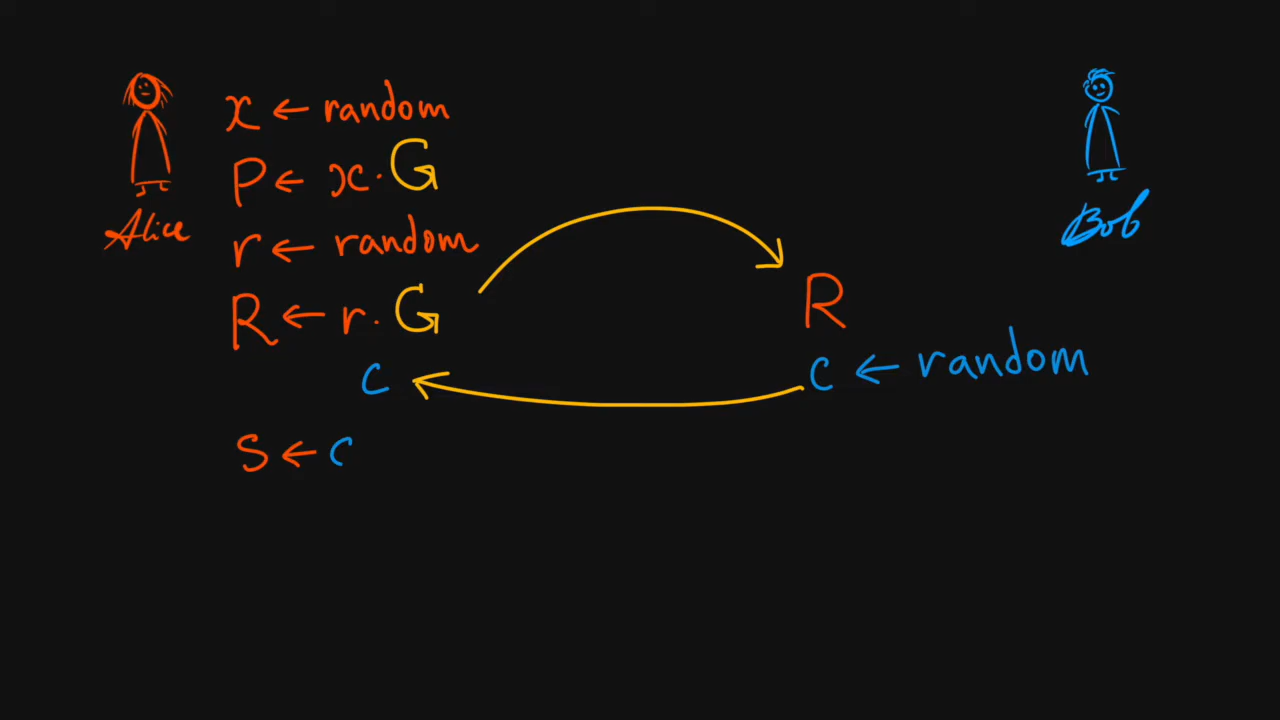 x ← random
P ← x · G
Alice
r ← random
Bob
R ← r · G
R
c ← random
c
s ← c